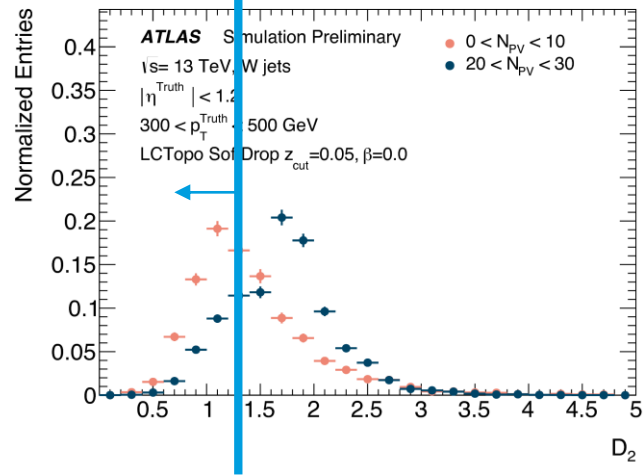 ATLAS Simulation Preliminary
√s= 13 TeV, W jets
|η^Truth| < 1.2
300 < p_T^Truth < 500 GeV
LCTopo Soft Drop z_cut=0.05, β=0.0
0 < N_PV < 10
20 < N_PV < 30
Normalized Entries
0.4
0.35
0.3
0.25
0.2
0.15
0.1
0.05
0
0.5 1 1.5 2 2.5 3 3.5 4 4.5 5
D_2